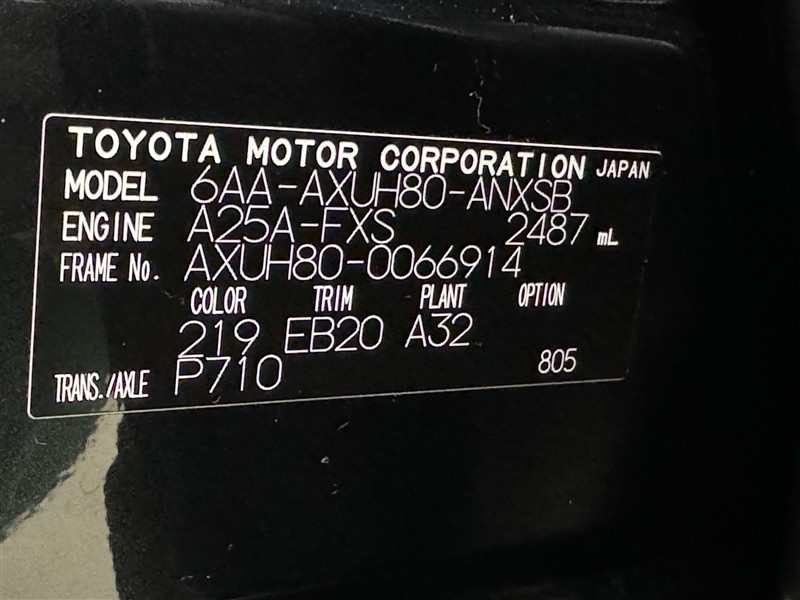 TOYOTA MOTOR CORPORATION JAPAN
MODEL 6AA-AXUH80-ANXSB
ENGINE A25A-FXS 2487 mL
FRAME No. AXUH80-0066914
COLOR TRIM PLANT OPTION
219 EB20 A32
TRANS./AXLE P710 805